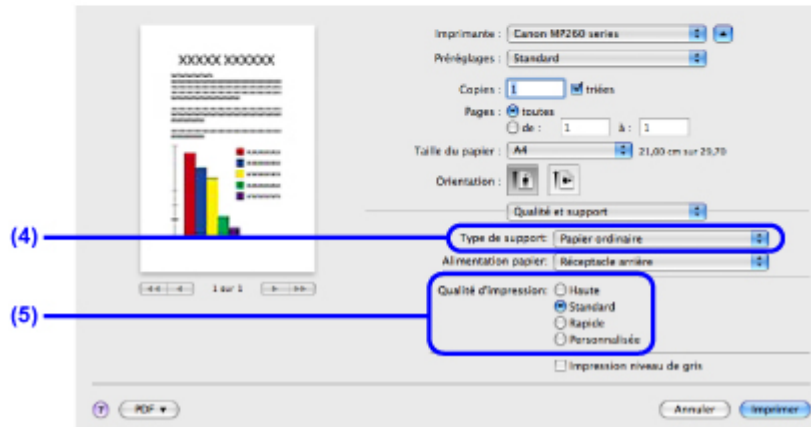 Imprimante : Canon MP260 series
Préréglages : Standard
XXXXX XXXXXX
Copies : 1 triées
Pages : toutes
de : 1 à : 1
Taille du papier : A4 21,00 cm sur 29,70
Orientation :
Qualité et support
(4)
Type de support: Papier ordinaire
Alimentation papier: Réceptacle arrière
1 sur 1
Qualité d'impression: Haute
(5)
Standard
Rapide
Personnalisée
Impression niveau de gris
? PDF Annuler Imprimer